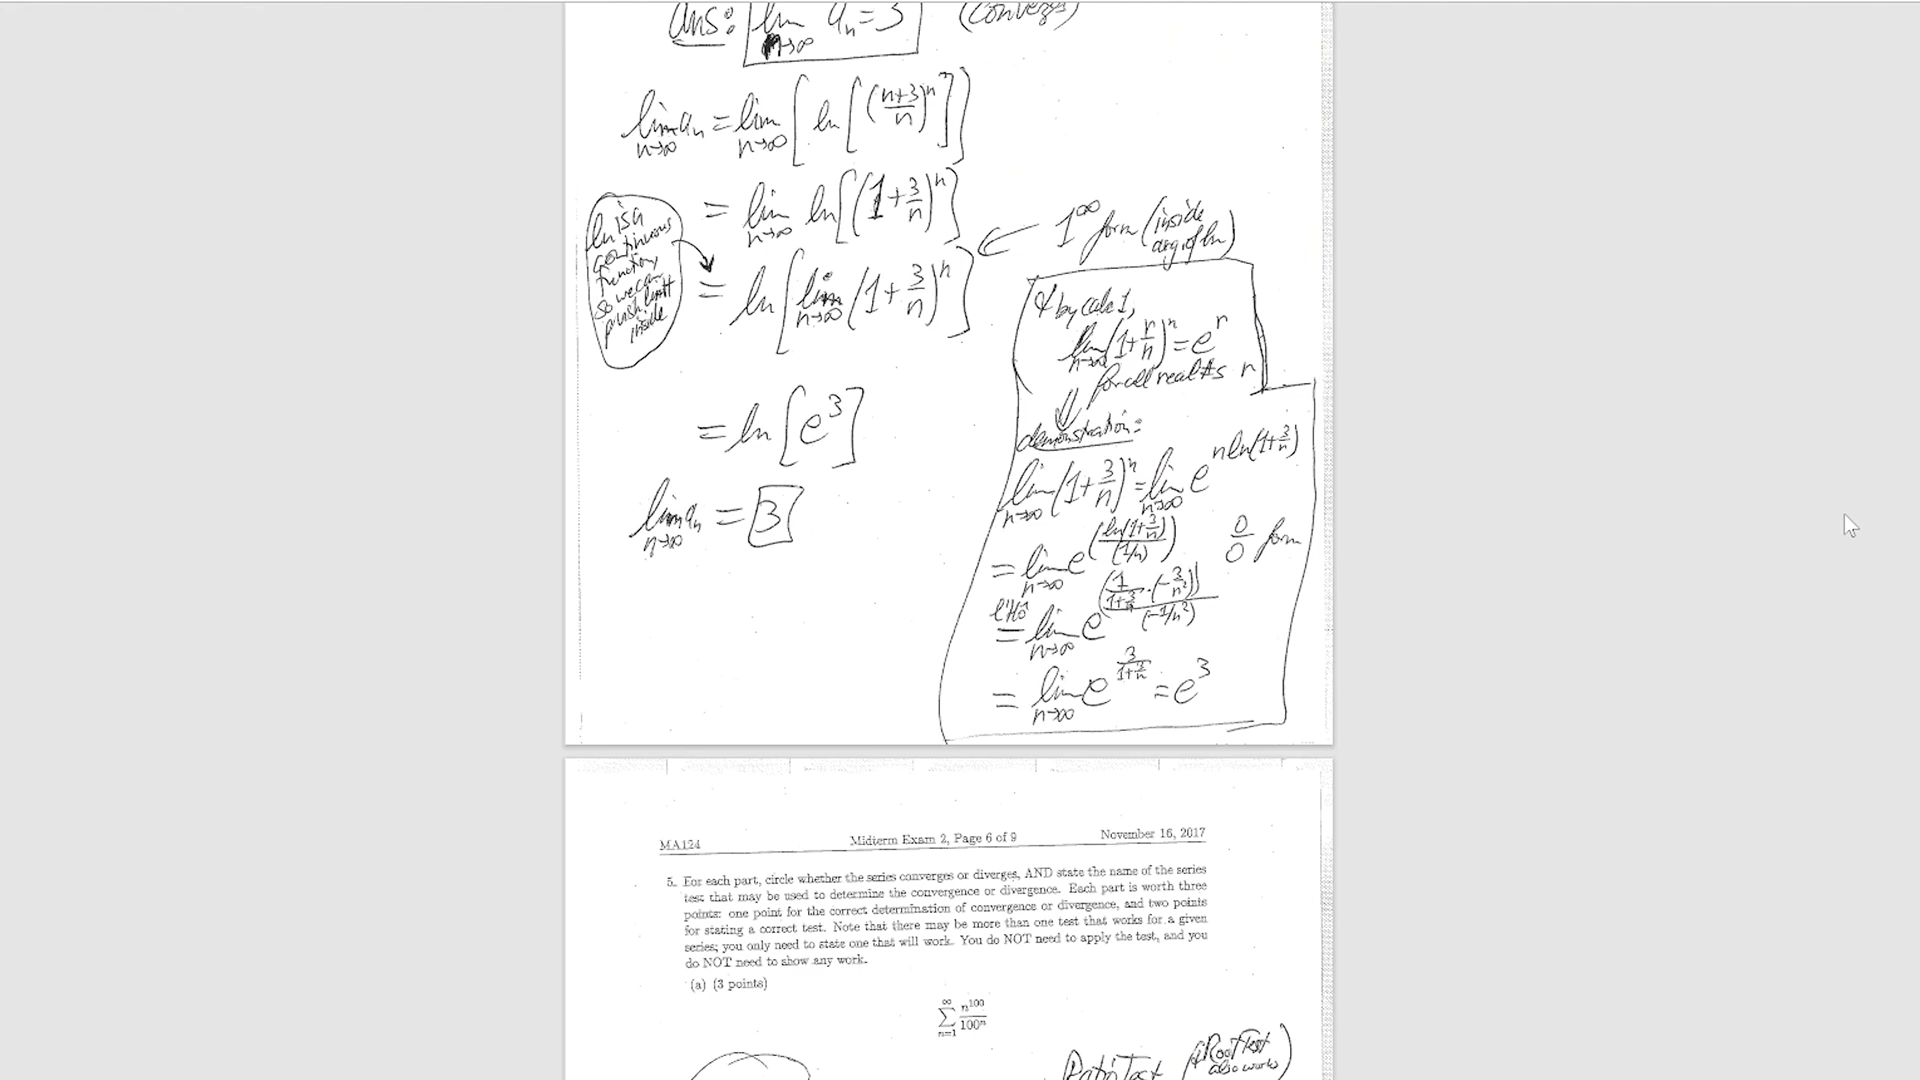 Ans: lim n→∞ an = 3 (converges)
lim n→∞ an = lim n→∞ [ ln [ ((n+3)/n)^n ] ]
= lim n→∞ ln [ (1 + 3/n)^n ]
← 1^∞ form (inside
arg. of ln)
ln is a
continuous
function,
so we can
push limit
inside
= ln [ lim n→∞ (1 + 3/n)^n ]
& by calc 1,
lim n→∞ (1 + r/n)^n = e^r
for all real #s r
= ln [ e^3 ]
lim n→∞ an = 3
demonstration:
lim n→∞ (1 + 3/n)^n = lim n→∞ e^(n ln(1 + 3/n))
= lim n→∞ e^(ln(1 + 3/n)/(1/n)) 0/0 form
l'Hô
= lim n→∞ e^((1/(1 + 3/n) · (-3/n²))/(-1/n²))
= lim n→∞ e^(3/(1 + 3/n)) = e^3
MA124 Midterm Exam 2, Page 6 of 9 November 16, 2017
5. For each part, circle whether the series converges or diverges, AND state the name of the series
test that may be used to determine the convergence or divergence. Each part is worth three
points: one point for the correct determination of convergence or divergence, and two points
for stating a correct test. Note that there may be more than one test that works for a given
series; you only need to state one that will work. You do NOT need to apply the test, and you
do NOT need to show any work.
(a) (3 points)
∞ ∑ n=1 n^100 / 100^n
Ratio Test (& Root Test
also works)